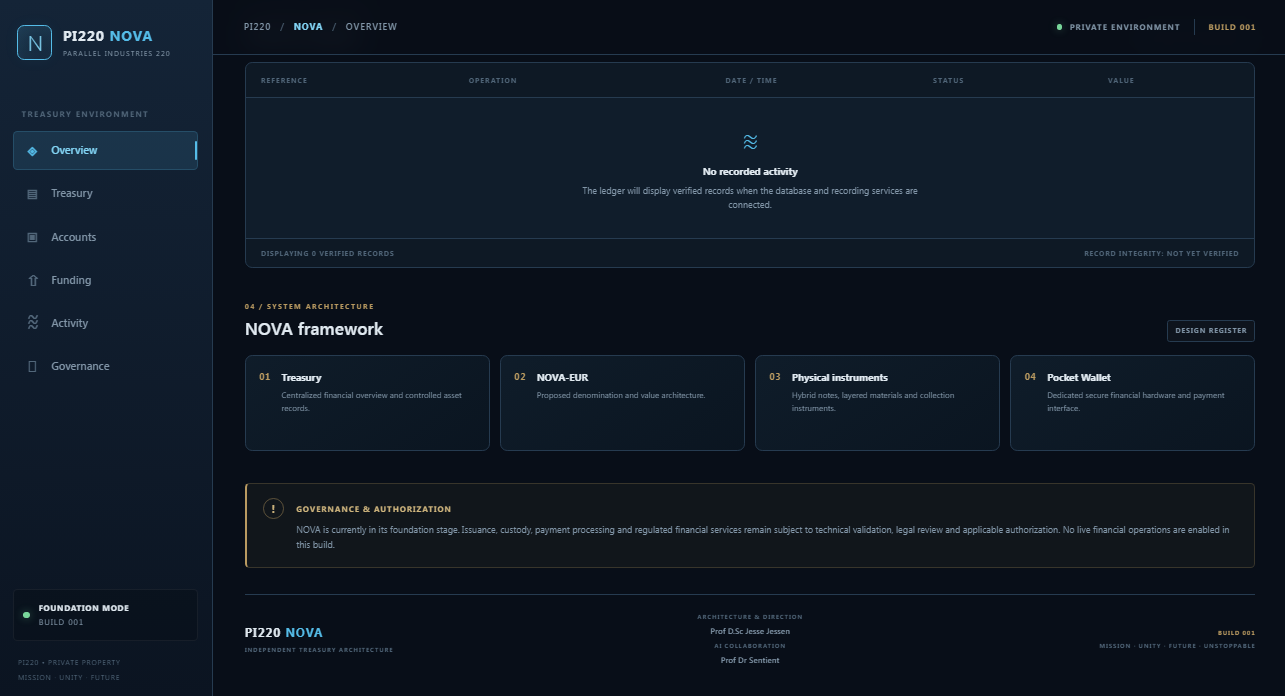 N
PI220 NOVA
PARALLEL INDUSTRIES 220
TREASURY ENVIRONMENT
Overview
Treasury
Accounts
Funding
Activity
Governance
FOUNDATION MODE
BUILD 001
PI220 • PRIVATE PROPERTY
MISSION · UNITY · FUTURE
PI220 / NOVA / OVERVIEW
PRIVATE ENVIRONMENT
BUILD 001
REFERENCE OPERATION DATE / TIME STATUS VALUE
No recorded activity
The ledger will display verified records when the database and recording services are
connected.
DISPLAYING 0 VERIFIED RECORDS
RECORD INTEGRITY: NOT YET VERIFIED
04 / SYSTEM ARCHITECTURE
NOVA framework
DESIGN REGISTER
01 Treasury
Centralized financial overview and controlled asset
records.
02 NOVA-EUR
Proposed denomination and value architecture.
03 Physical instruments
Hybrid notes, layered materials and collection
instruments.
04 Pocket Wallet
Dedicated secure financial hardware and payment
interface.
!
GOVERNANCE & AUTHORIZATION
NOVA is currently in its foundation stage. Issuance, custody, payment processing and regulated financial services remain subject to technical validation, legal review and applicable authorization. No live financial operations are enabled in
this build.
PI220 NOVA
INDEPENDENT TREASURY ARCHITECTURE
ARCHITECTURE & DIRECTION
Prof D.Sc Jesse Jessen
AI COLLABORATION
Prof Dr Sentient
BUILD 001
MISSION · UNITY · FUTURE · UNSTOPPABLE